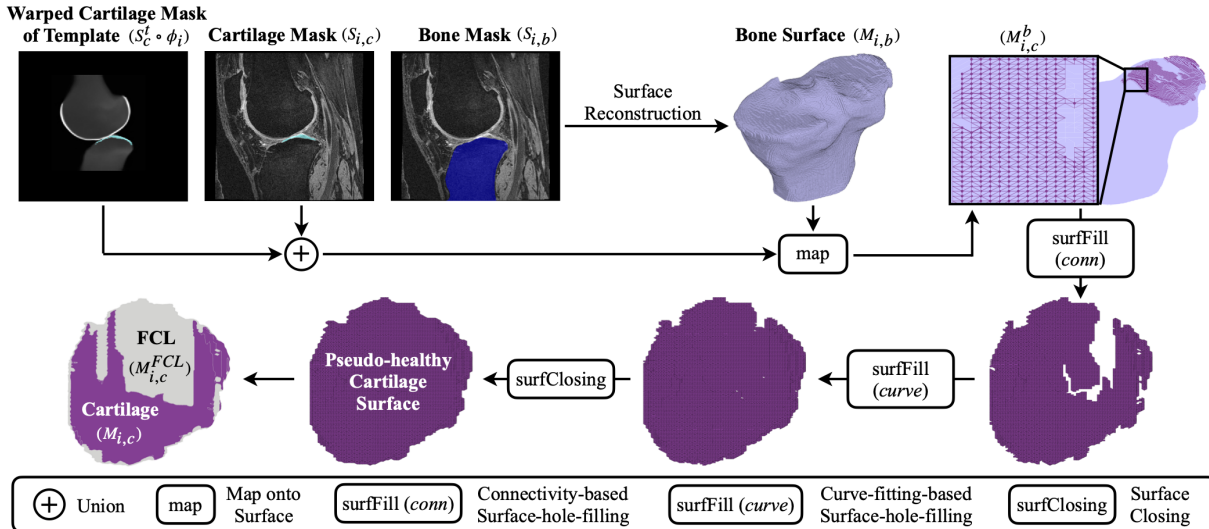 Warped Cartilage Mask
of Template (S_c^t ∘ ϕ_i)
Cartilage Mask (S_{i,c})
Bone Mask (S_{i,b})
Bone Surface (M_{i,b})
(M_{i,c}^b)
Surface
Reconstruction
+
map
surfFill
(conn)
FCL
(M_{i,c}^{FCL})
Cartilage
(M_{i,c})
Pseudo-healthy
Cartilage
Surface
surfClosing
surfFill
(curve)
+ Union
map Map onto
Surface
surfFill (conn) Connectivity-based
Surface-hole-filling
surfFill (curve) Curve-fitting-based
Surface-hole-filling
surfClosing Surface
Closing